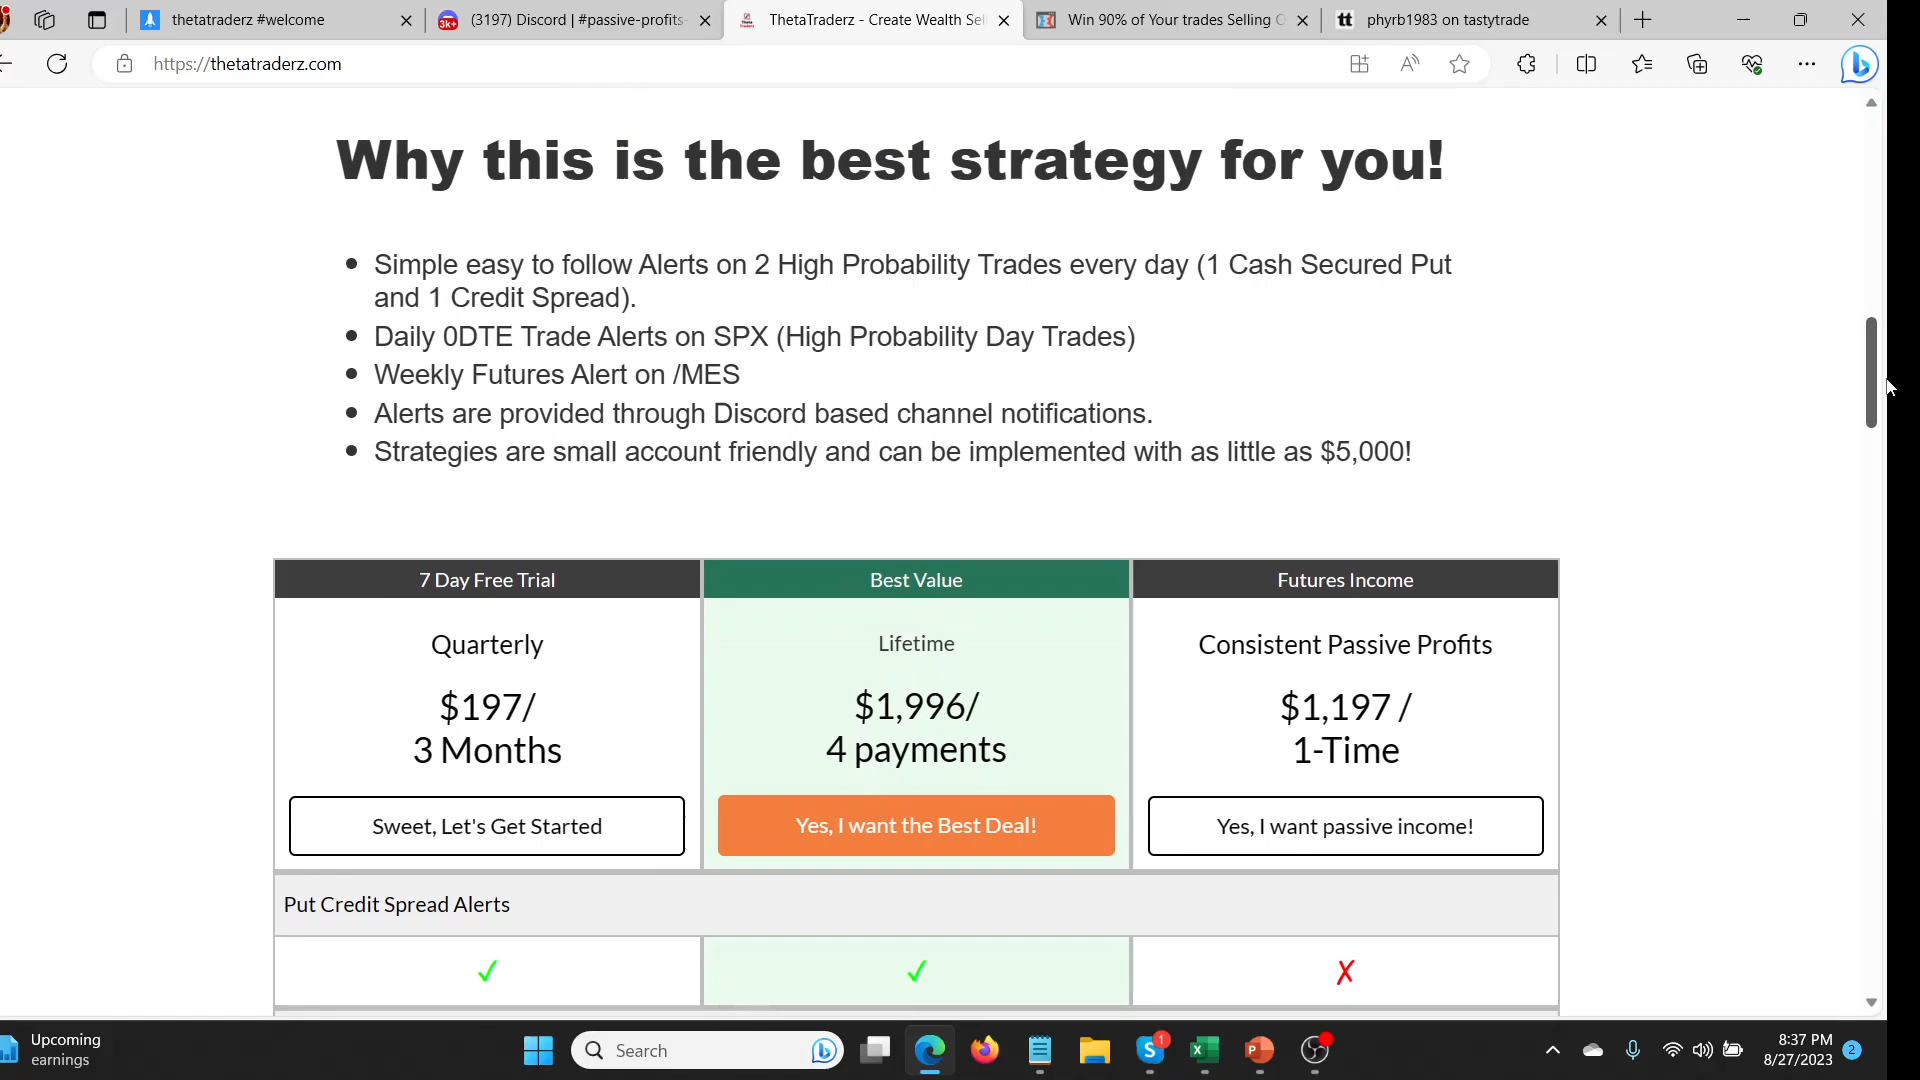 thetatraderz #welcome
(3197) Discord | #passive-profits-
ThetaTraderz - Create Wealth Sel
Win 90% of Your trades Selling O
tt phyrb1983 on tastytrade
https://thetatraderz.com
Why this is the best strategy for you!
Simple easy to follow Alerts on 2 High Probability Trades every day (1 Cash Secured Put
and 1 Credit Spread).
Daily 0DTE Trade Alerts on SPX (High Probability Day Trades)
Weekly Futures Alert on /MES
Alerts are provided through Discord based channel notifications.
Strategies are small account friendly and can be implemented with as little as $5,000!
7 Day Free Trial
Best Value
Futures Income
Quarterly
Lifetime
Consistent Passive Profits
$197/
3 Months
$1,996/
4 payments
$1,197 /
1-Time
Sweet, Let's Get Started
Yes, I want the Best Deal!
Yes, I want passive income!
Put Credit Spread Alerts
✓
✓
✗
Upcoming
earnings
Search
1
8:37 PM
8/27/2023
2